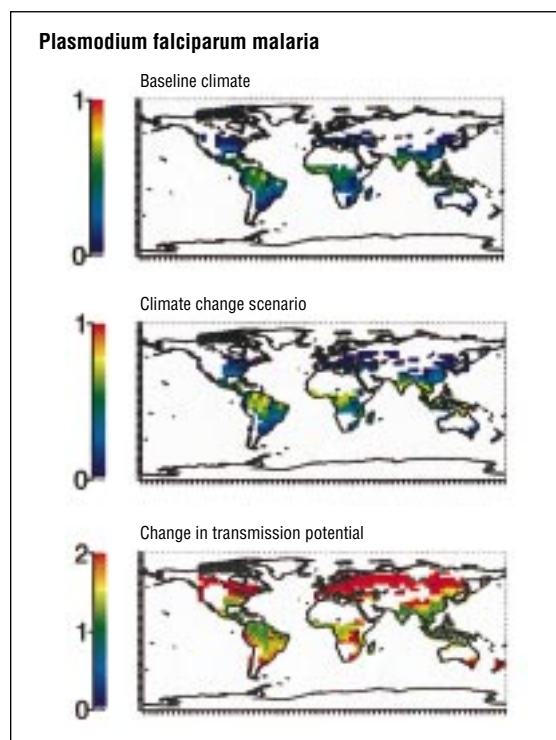 Plasmodium falciparum malaria
Baseline climate
1
0
Climate change scenario
1
0
Change in transmission potential
2
1
0